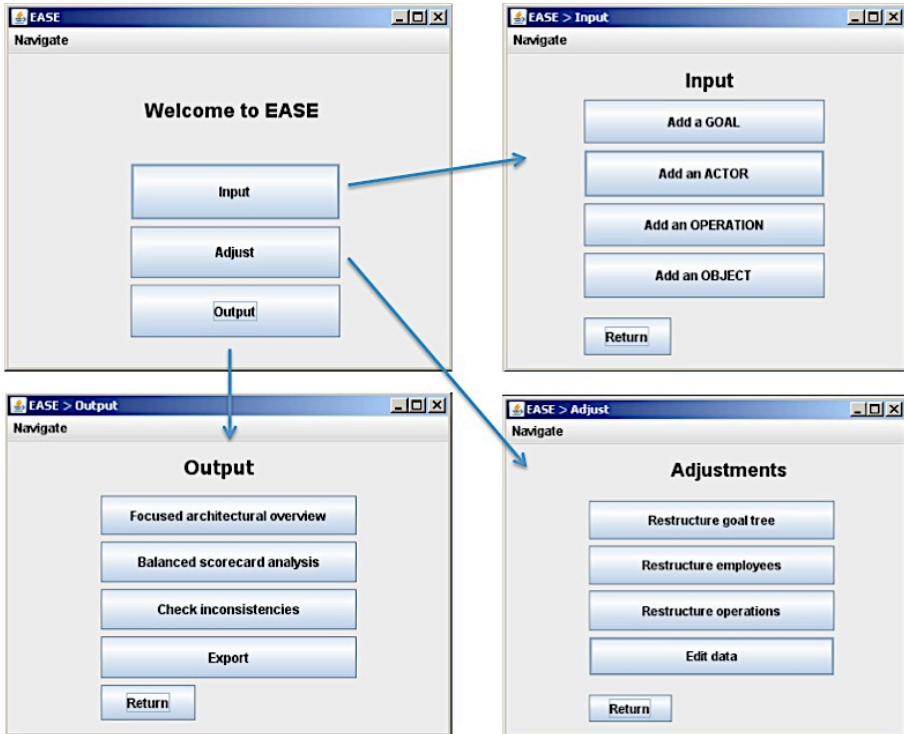 EASE
Navigate
Welcome to EASE
Input
Adjust
Output
EASE > Input
Navigate
Input
Add a GOAL
Add an ACTOR
Add an OPERATION
Add an OBJECT
Return
EASE > Output
Navigate
Output
Focused architectural overview
Balanced scorecard analysis
Check inconsistencies
Export
Return
EASE > Adjust
Navigate
Adjustments
Restructure goal tree
Restructure employees
Restructure operations
Edit data
Return